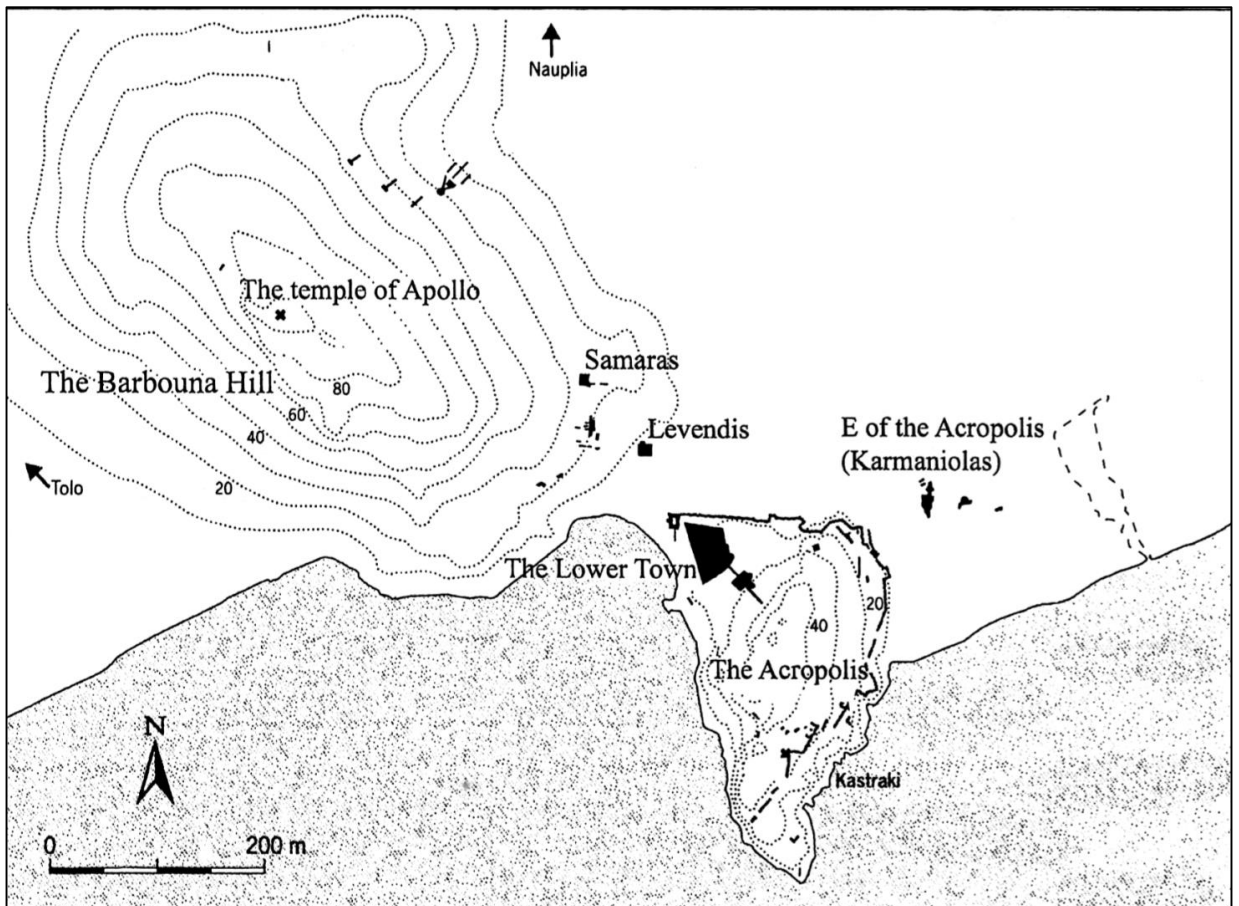 Nauplia
The temple of Apollo
The Barbouna Hill
80
60
40
20
Tolo
Samaras
Levendis
E of the Acropolis
(Karmaniolas)
The Lower Town
20
40
The Acropolis
Kastraki
N
0 200 m